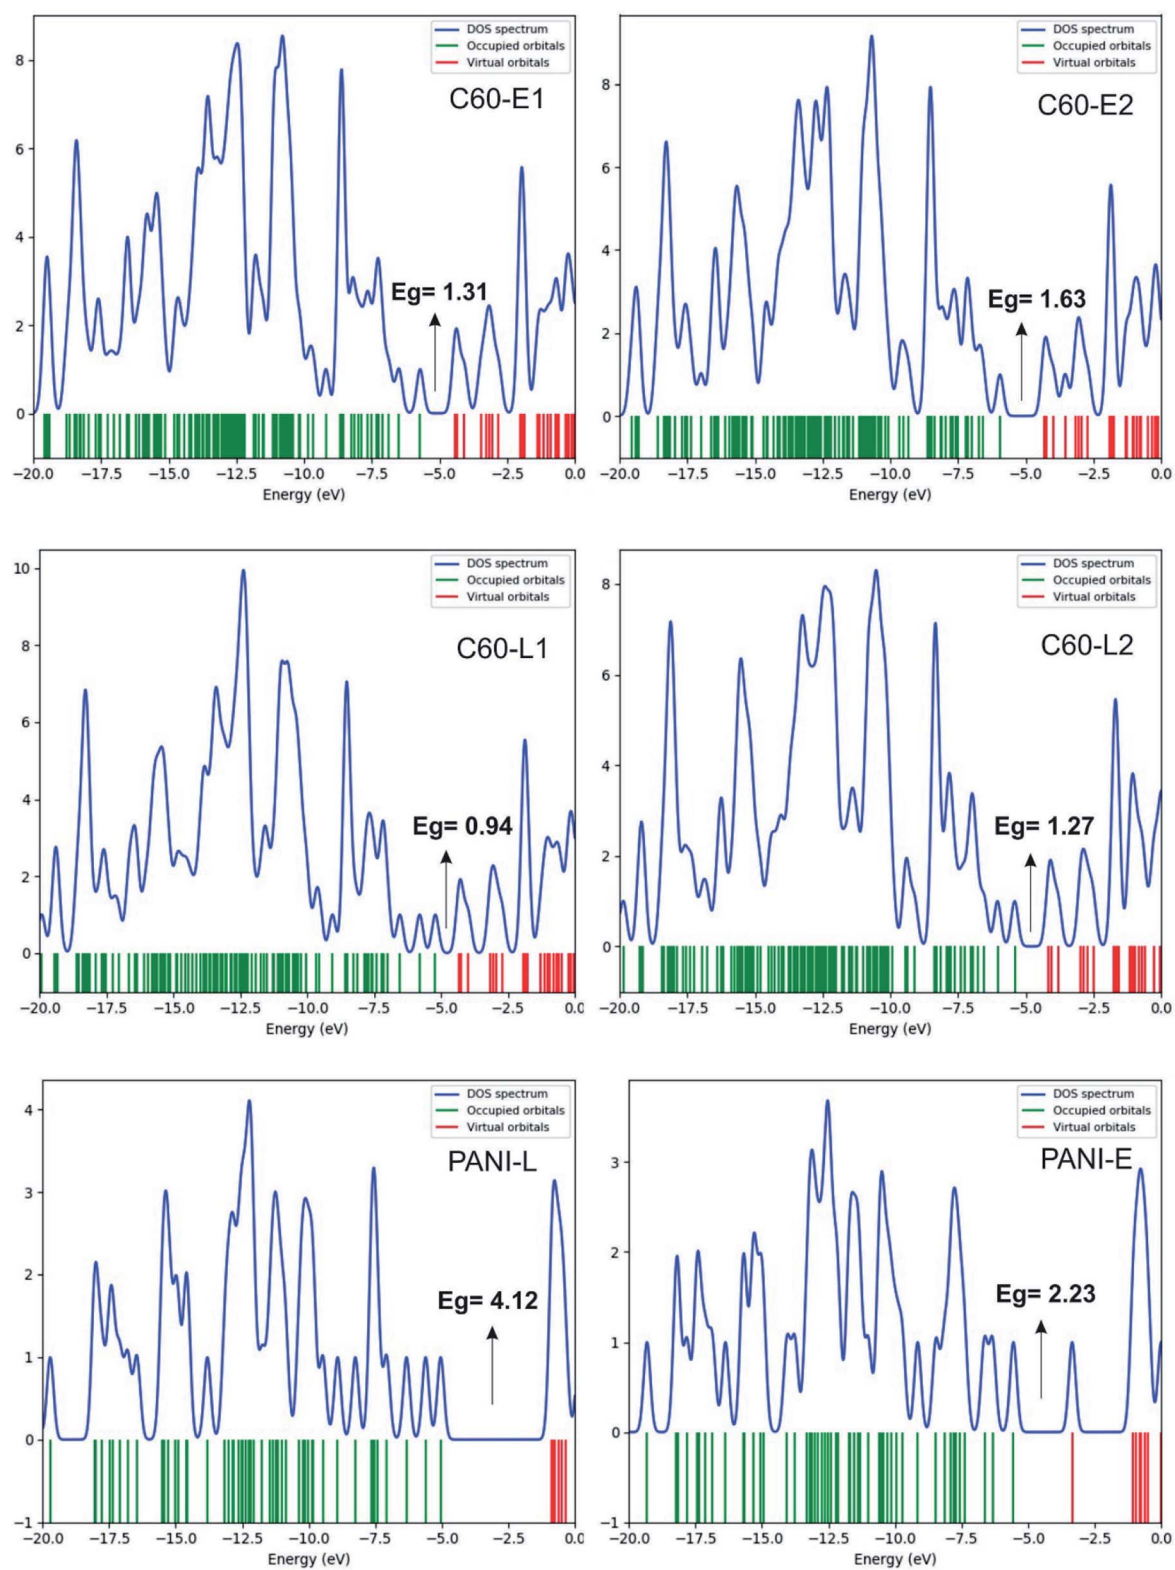 DOS spectrum
Occupied orbitals
Virtual orbitals
C60-E1
Eg= 1.31
8
6
4
2
0
−20.0 −17.5 −15.0 −12.5 −10.0 −7.5 −5.0 −2.5 0.0
Energy (eV)
DOS spectrum
Occupied orbitals
Virtual orbitals
C60-E2
Eg= 1.63
8
6
4
2
0
−20.0 −17.5 −15.0 −12.5 −10.0 −7.5 −5.0 −2.5 0.0
Energy (eV)
DOS spectrum
Occupied orbitals
Virtual orbitals
C60-L1
Eg= 0.94
10
8
6
4
2
0
−20.0 −17.5 −15.0 −12.5 −10.0 −7.5 −5.0 −2.5 0.0
Energy (eV)
DOS spectrum
Occupied orbitals
Virtual orbitals
C60-L2
Eg= 1.27
8
6
4
2
0
−20.0 −17.5 −15.0 −12.5 −10.0 −7.5 −5.0 −2.5 0.0
Energy (eV)
DOS spectrum
Occupied orbitals
Virtual orbitals
PANI-L
Eg= 4.12
4
3
2
1
0
−1
−20.0 −17.5 −15.0 −12.5 −10.0 −7.5 −5.0 −2.5 0.0
Energy (eV)
DOS spectrum
Occupied orbitals
Virtual orbitals
PANI-E
Eg= 2.23
3
2
1
0
−1
−20.0 −17.5 −15.0 −12.5 −10.0 −7.5 −5.0 −2.5 0.0
Energy (eV)